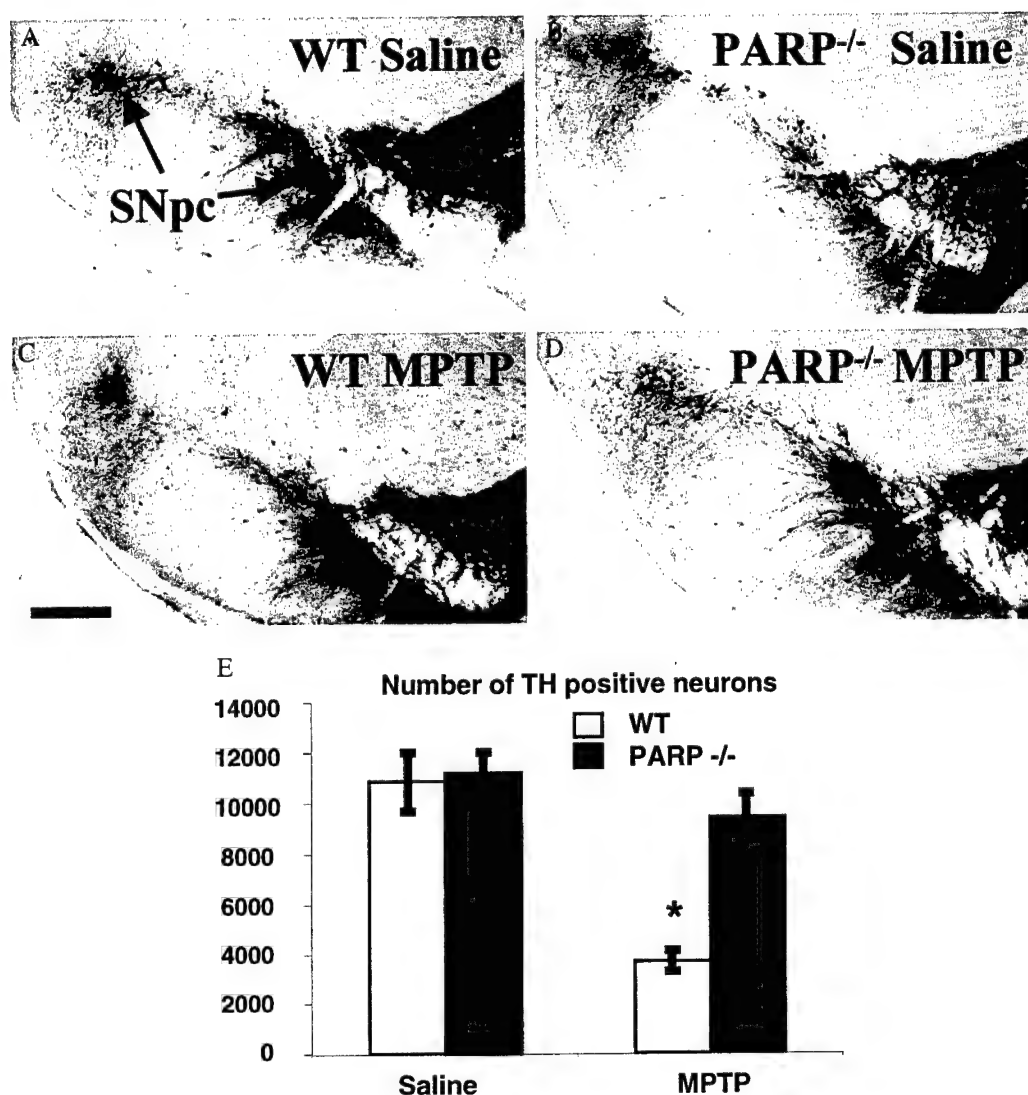 A
WT Saline
SNpc
B
PARP-/- Saline
C
WT MPTP
D
PARP-/- MPTP
E
Number of TH positive neurons
WT
PARP -/-
14000
12000
10000
8000
6000
4000
2000
0
*
Saline
MPTP